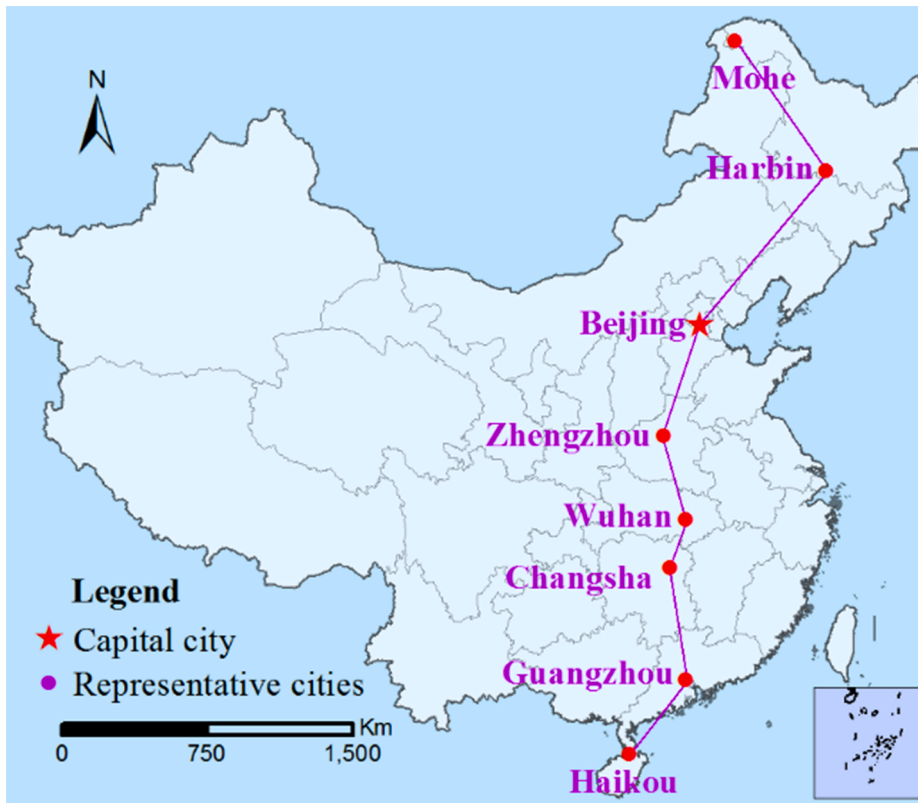 N
Mohe
Harbin
Beijing
Zhengzhou
Wuhan
Changsha
Guangzhou
Haikou
Legend
Capital city
Representative cities
Km
0 750 1,500